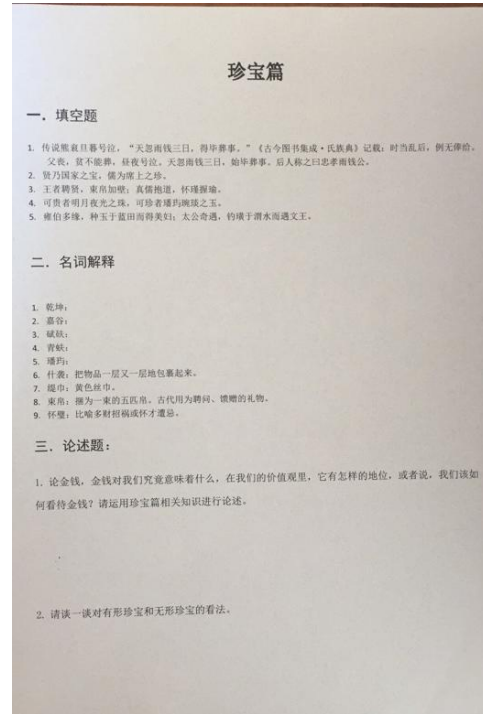 珍宝篇
一．填空题
1. 传说熊衮旦暮号泣，“天忽雨钱三日，得毕葬事。”《古今图书集成·氏族典》记载：时当乱后，例无俸给。
父丧，贫不能葬，昼夜号泣。天忽雨钱三日，始毕葬事。后人称之曰忠孝雨钱公。
2. 贤乃国家之宝，儒为席上之珍。
3. 王者聘贤，束帛加璧；真儒抱道，怀瑾握瑜。
4. 可贵者明月夜光之珠，可珍者璠玙琬琰之玉。
5. 雍伯多缘，种玉于蓝田而得美妇；太公奇遇，钓璜于渭水而遇文王。
二．名词解释
1. 乾坤：
2. 嘉谷：
3. 碔砆：
4. 青蚨：
5. 璠玙：
6. 什袭：把物品一层又一层地包裹起来。
7. 缇巾：黄色丝巾。
8. 束帛：捆为一束的五匹帛。古代用为聘问、馈赠的礼物。
9. 怀璧：比喻多财招祸或怀才遭忌。
三．论述题：
1. 论金钱，金钱对我们究竟意味着什么，在我们的价值观里，它有怎样的地位，或者说，我们该如
何看待金钱？请运用珍宝篇相关知识进行论述。
2. 请谈一谈对有形珍宝和无形珍宝的看法。